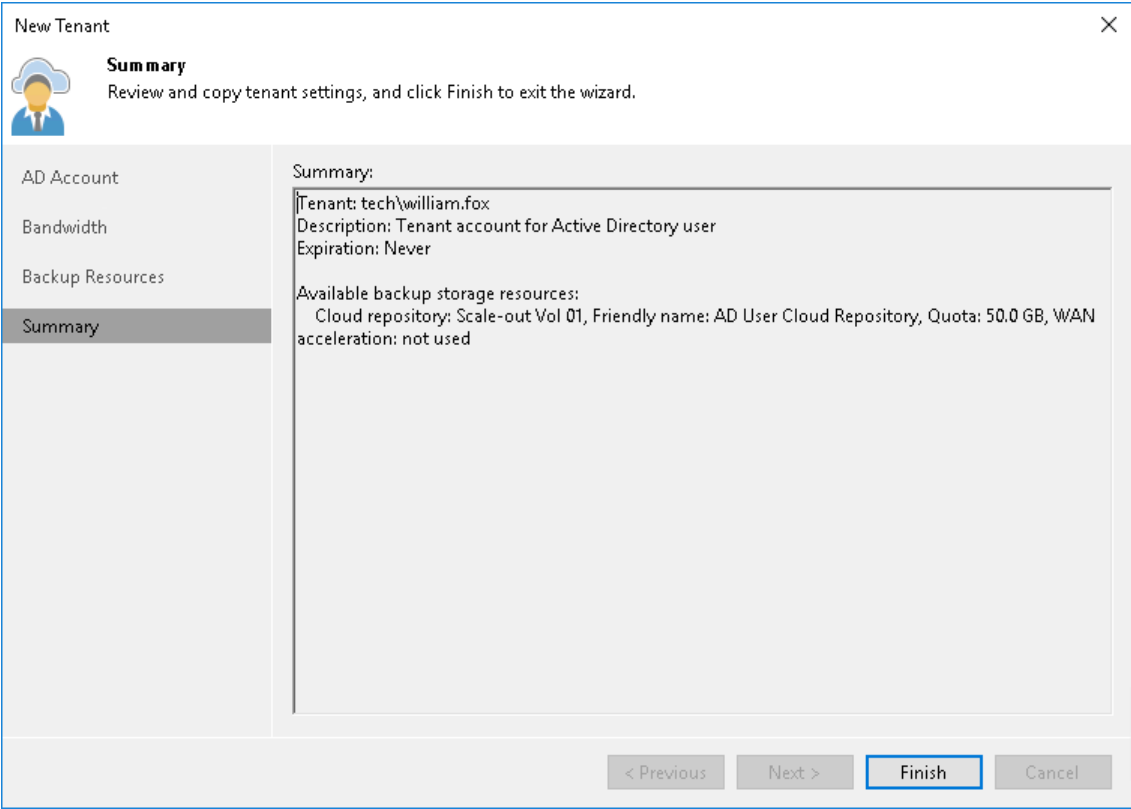 New Tenant
Summary
Review and copy tenant settings, and click Finish to exit the wizard.
AD Account
Bandwidth
Backup Resources
Summary
Summary:
Tenant: tech\william.fox
Description: Tenant account for Active Directory user
Expiration: Never
Available backup storage resources:
Cloud repository: Scale-out Vol 01, Friendly name: AD User Cloud Repository, Quota: 50.0 GB, WAN
acceleration: not used
< Previous
Next >
Finish
Cancel